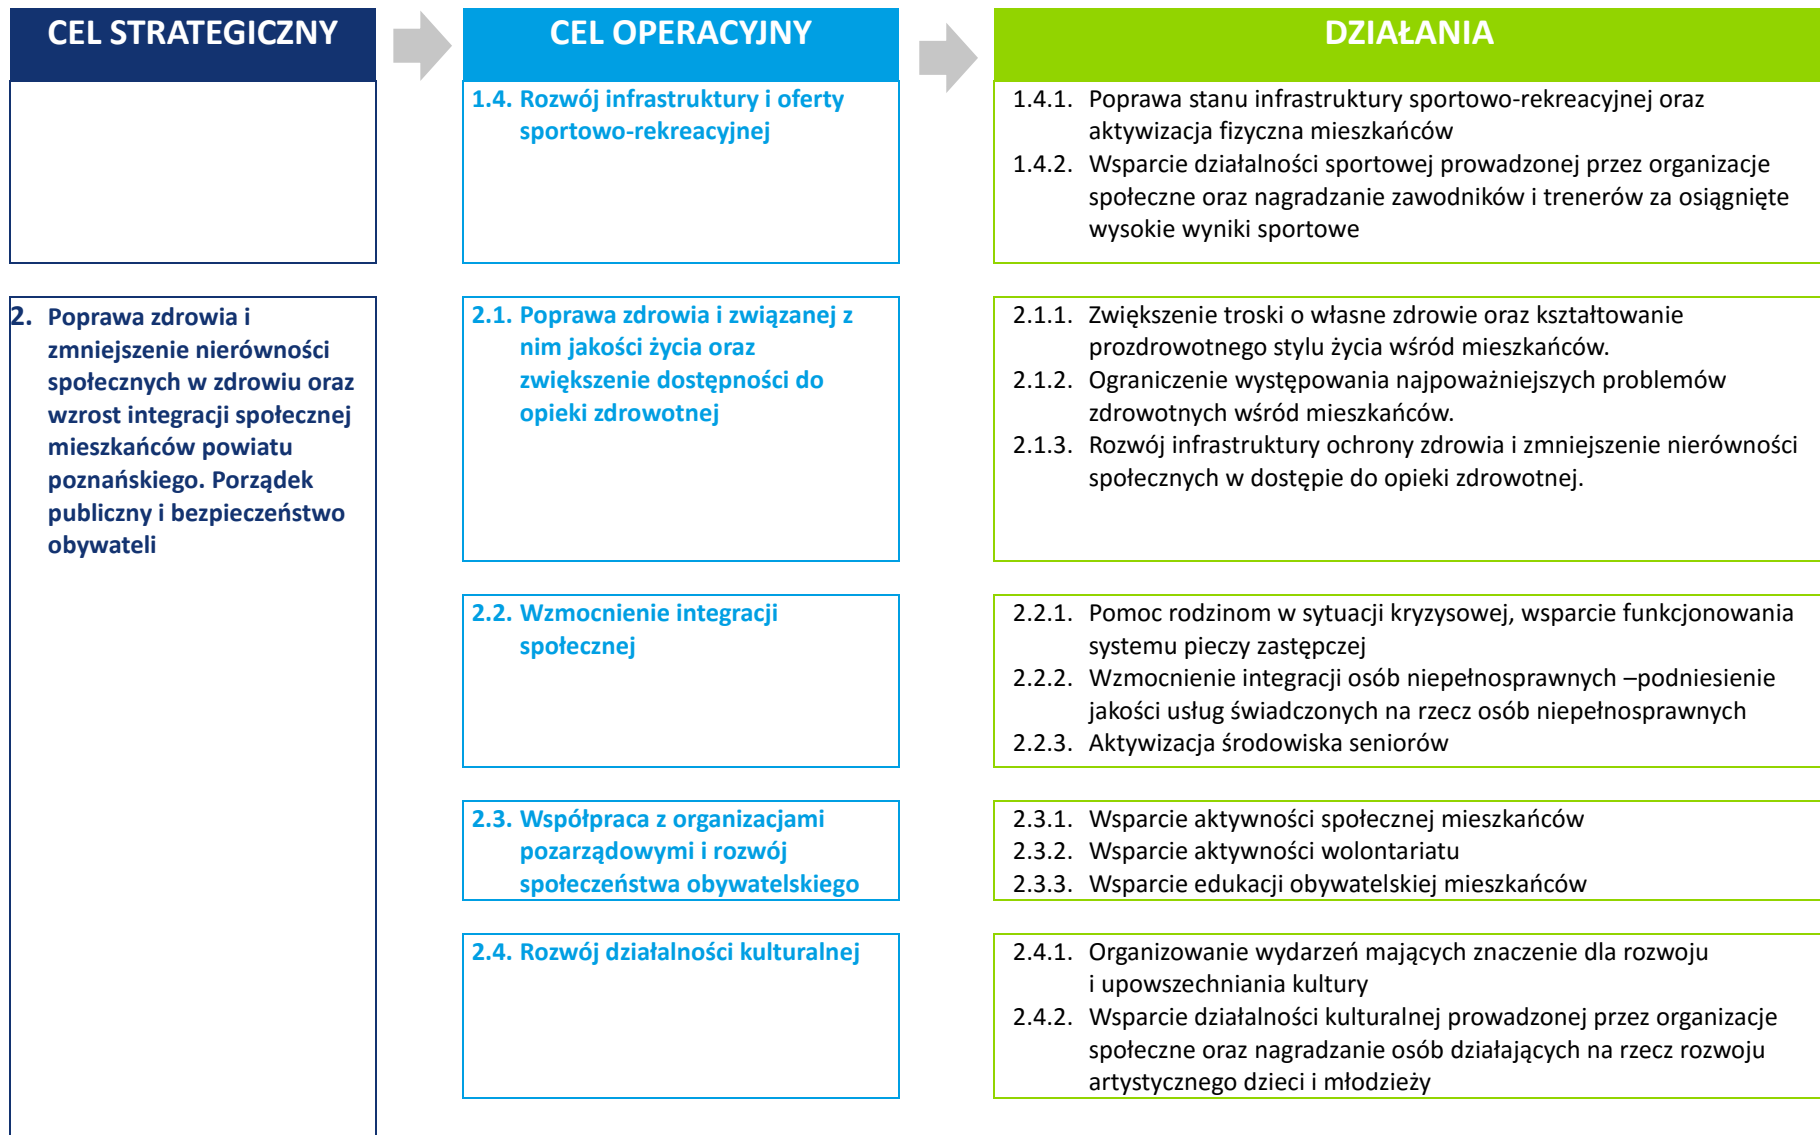 CEL STRATEGICZNY
CEL OPERACYJNY
DZIAŁANIA
1.4. Rozwój infrastruktury i oferty
sportowo-rekreacyjnej
1.4.1. Poprawa stanu infrastruktury sportowo-rekreacyjnej oraz
aktywizacja fizyczna mieszkańców
1.4.2. Wsparcie działalności sportowej prowadzonej przez organizacje
społeczne oraz nagradzanie zawodników i trenerów za osiągnięte
wysokie wyniki sportowe
2. Poprawa zdrowia i
zmniejszenie nierówności
społecznych w zdrowiu oraz
wzrost integracji społecznej
mieszkańców powiatu
poznańskiego. Porządek
publiczny i bezpieczeństwo
obywateli
2.1. Poprawa zdrowia i związanej z
nim jakości życia oraz
zwiększenie dostępności do
opieki zdrowotnej
2.1.1. Zwiększenie troski o własne zdrowie oraz kształtowanie
prozdrowotnego stylu życia wśród mieszkańców.
2.1.2. Ograniczenie występowania najpoważniejszych problemów
zdrowotnych wśród mieszkańców.
2.1.3. Rozwój infrastruktury ochrony zdrowia i zmniejszenie nierówności
społecznych w dostępie do opieki zdrowotnej.
2.2. Wzmocnienie integracji
społecznej
2.2.1. Pomoc rodzinom w sytuacji kryzysowej, wsparcie funkcjonowania
systemu pieczy zastępczej
2.2.2. Wzmocnienie integracji osób niepełnosprawnych –podniesienie
jakości usług świadczonych na rzecz osób niepełnosprawnych
2.2.3. Aktywizacja środowiska seniorów
2.3. Współpraca z organizacjami
pozarządowymi i rozwój
społeczeństwa obywatelskiego
2.3.1. Wsparcie aktywności społecznej mieszkańców
2.3.2. Wsparcie aktywności wolontariatu
2.3.3. Wsparcie edukacji obywatelskiej mieszkańców
2.4. Rozwój działalności kulturalnej
2.4.1. Organizowanie wydarzeń mających znaczenie dla rozwoju
i upowszechniania kultury
2.4.2. Wsparcie działalności kulturalnej prowadzonej przez organizacje
społeczne oraz nagradzanie osób działających na rzecz rozwoju
artystycznego dzieci i młodzieży